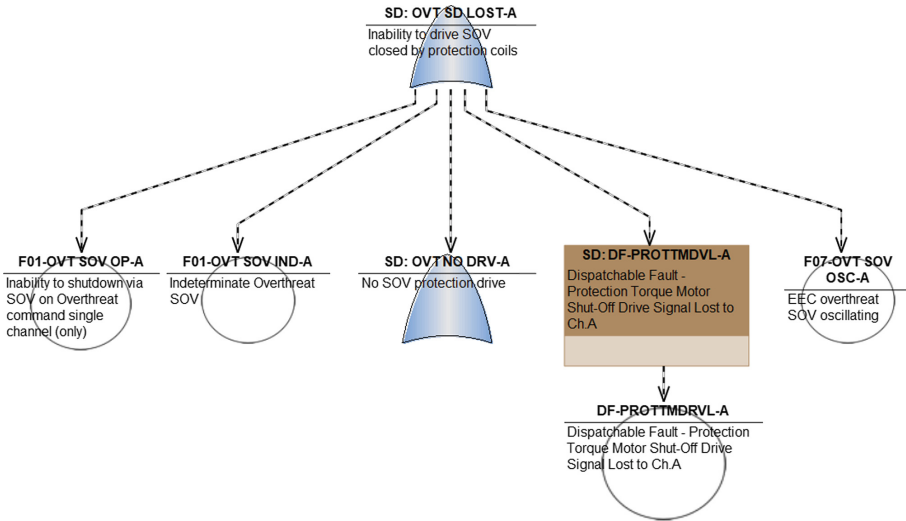 SD: OVT SD LOST-A
Inability to drive SOV
closed by protection coils
F01-OVT SOV OP-A
Inability to shutdown via
SOV on Overthreat
command single
channel (only)
F01-OVT SOV IND-A
Indeterminate Overthreat
SOV
SD: OVT NO DRV-A
No SOV protection drive
SD: DF-PROTTMDVL-A
Dispatchable Fault -
Protection Torque Motor
Shut-Off Drive Signal Lost to
Ch.A
F07-OVT SOV
OSC-A
EEC overthreat
SOV oscillating
DF-PROTTMDRVL-A
Dispatchable Fault - Protection
Torque Motor Shut-Off Drive
Signal Lost to Ch.A